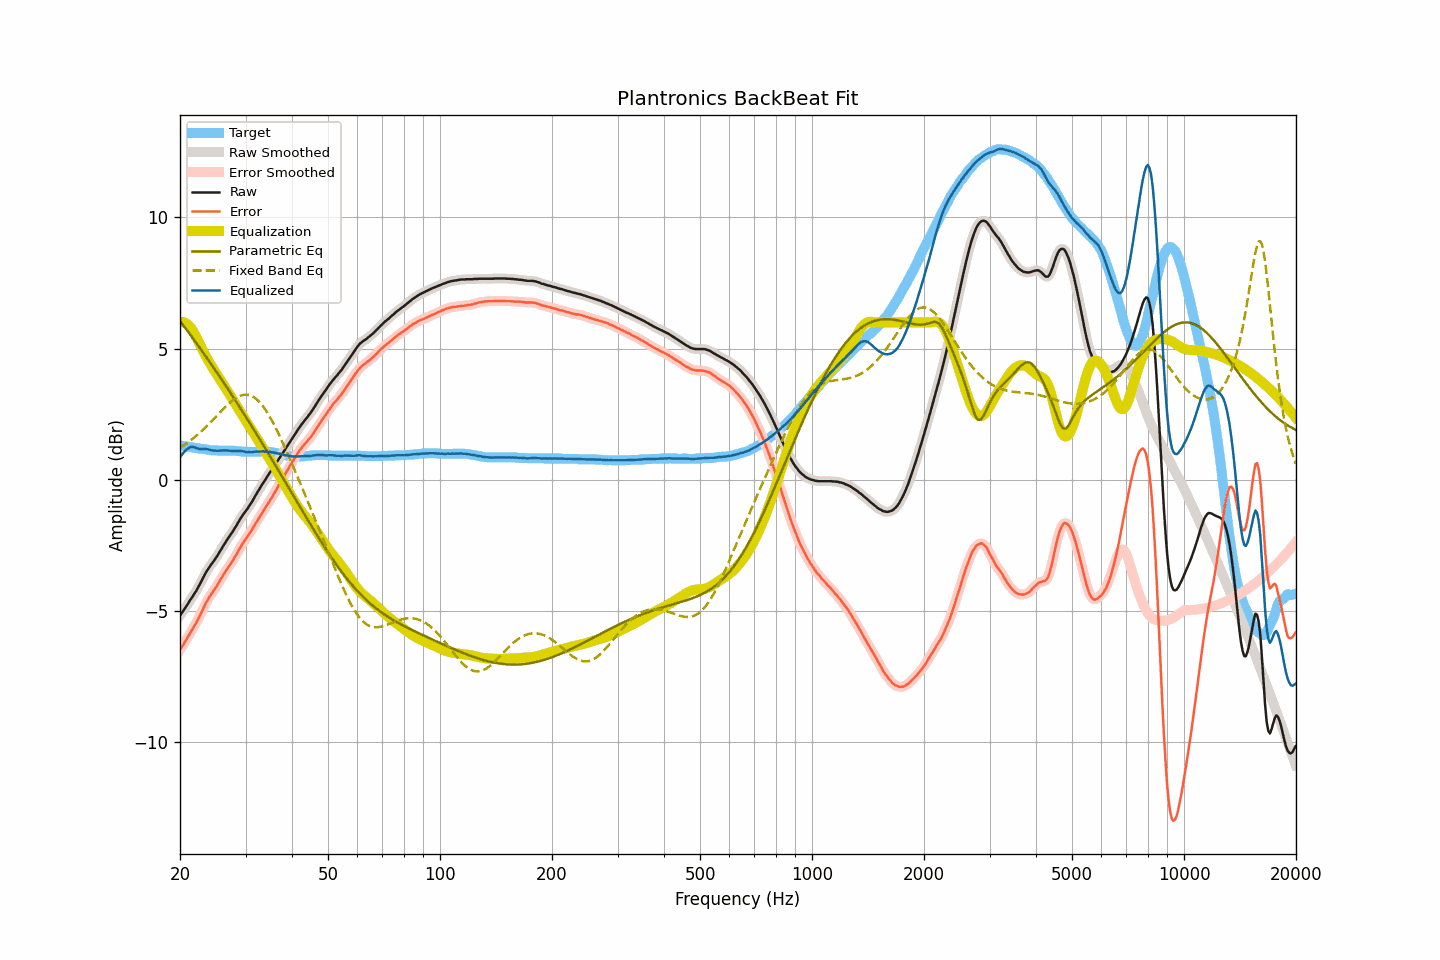 Plantronics BackBeat Fit
Target
Raw Smoothed
Error Smoothed
Raw
Error
Equalization
Parametric Eq
Fixed Band Eq
Equalized
10
5
0
−5
−10
Amplitude (dBr)
20 50 100 200 500 1000 2000 5000 10000 20000
Frequency (Hz)